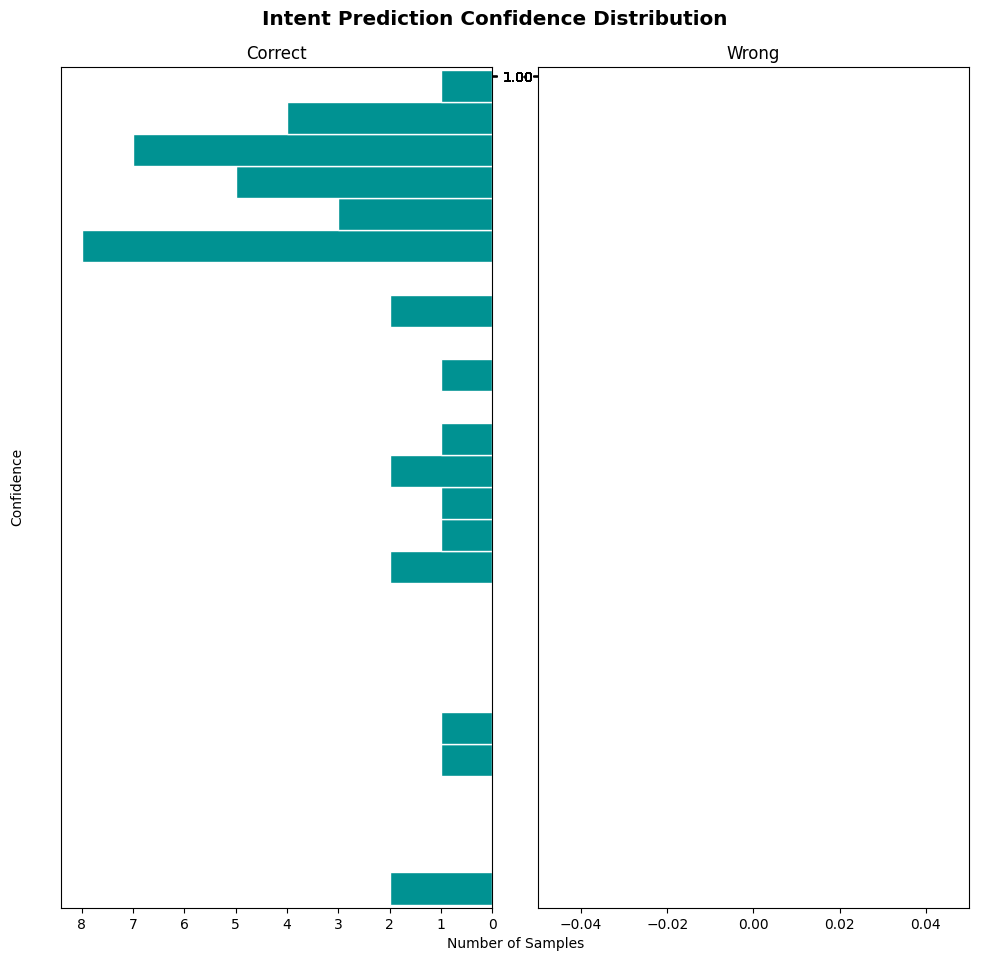 Intent Prediction Confidence Distribution
Correct
Wrong
1.00
Confidence
8 7 6 5 4 3 2 1 0
−0.04 −0.02 0.00 0.02 0.04
Number of Samples